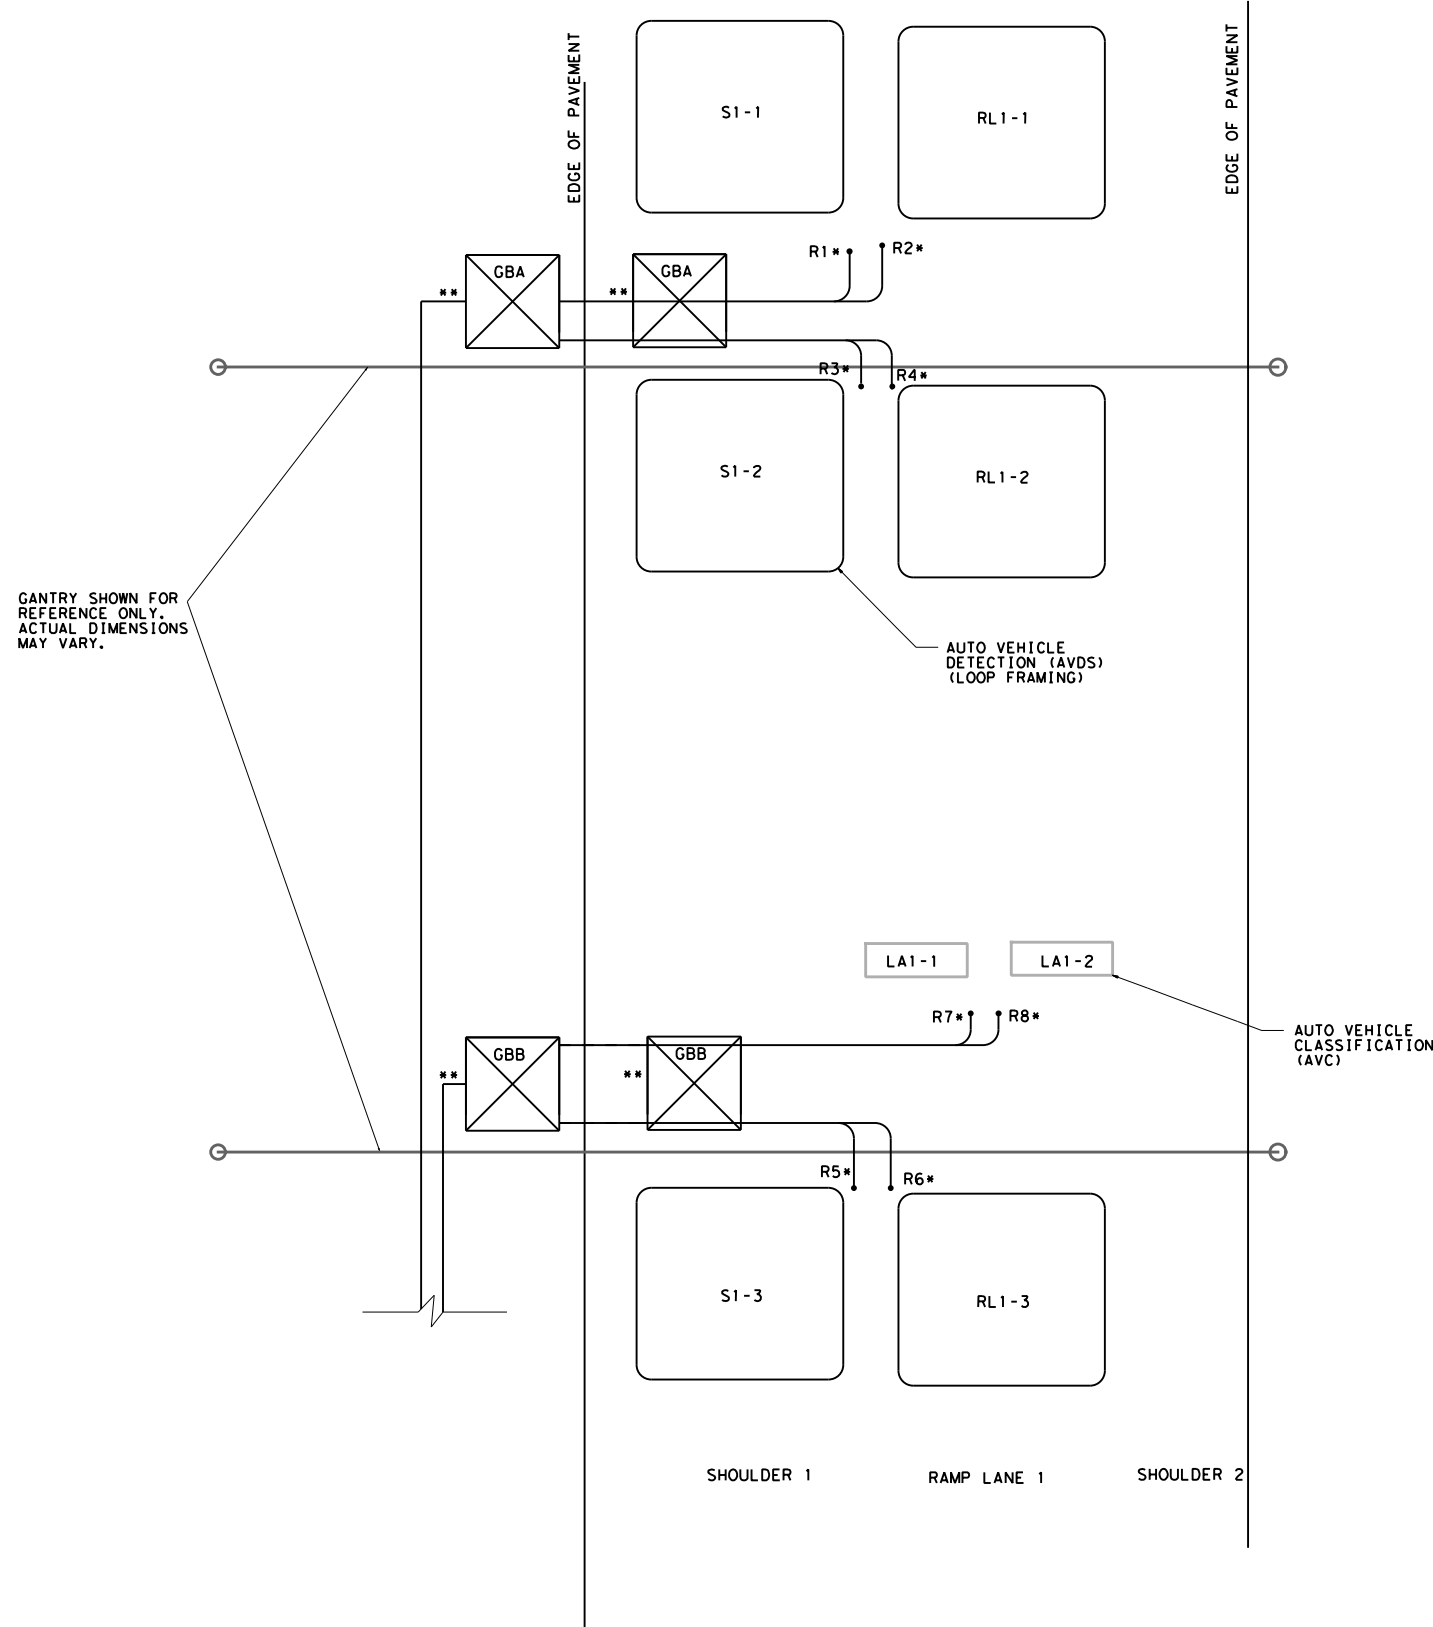 EDGE OF PAVEMENT
EDGE OF PAVEMENT
S1-1
RL1-1
R1*
R2*
GBA
GBA
**
**
R3*
R4*
S1-2
RL1-2
GANTRY SHOWN FOR
REFERENCE ONLY.
ACTUAL DIMENSIONS
MAY VARY.
AUTO VEHICLE
DETECTION (AVDS)
(LOOP FRAMING)
LA1-1
LA1-2
R7*
R8*
AUTO VEHICLE
CLASSIFICATION
(AVC)
GBB
GBB
**
**
R5*
R6*
S1-3
RL1-3
SHOULDER 1
RAMP LANE 1
SHOULDER 2